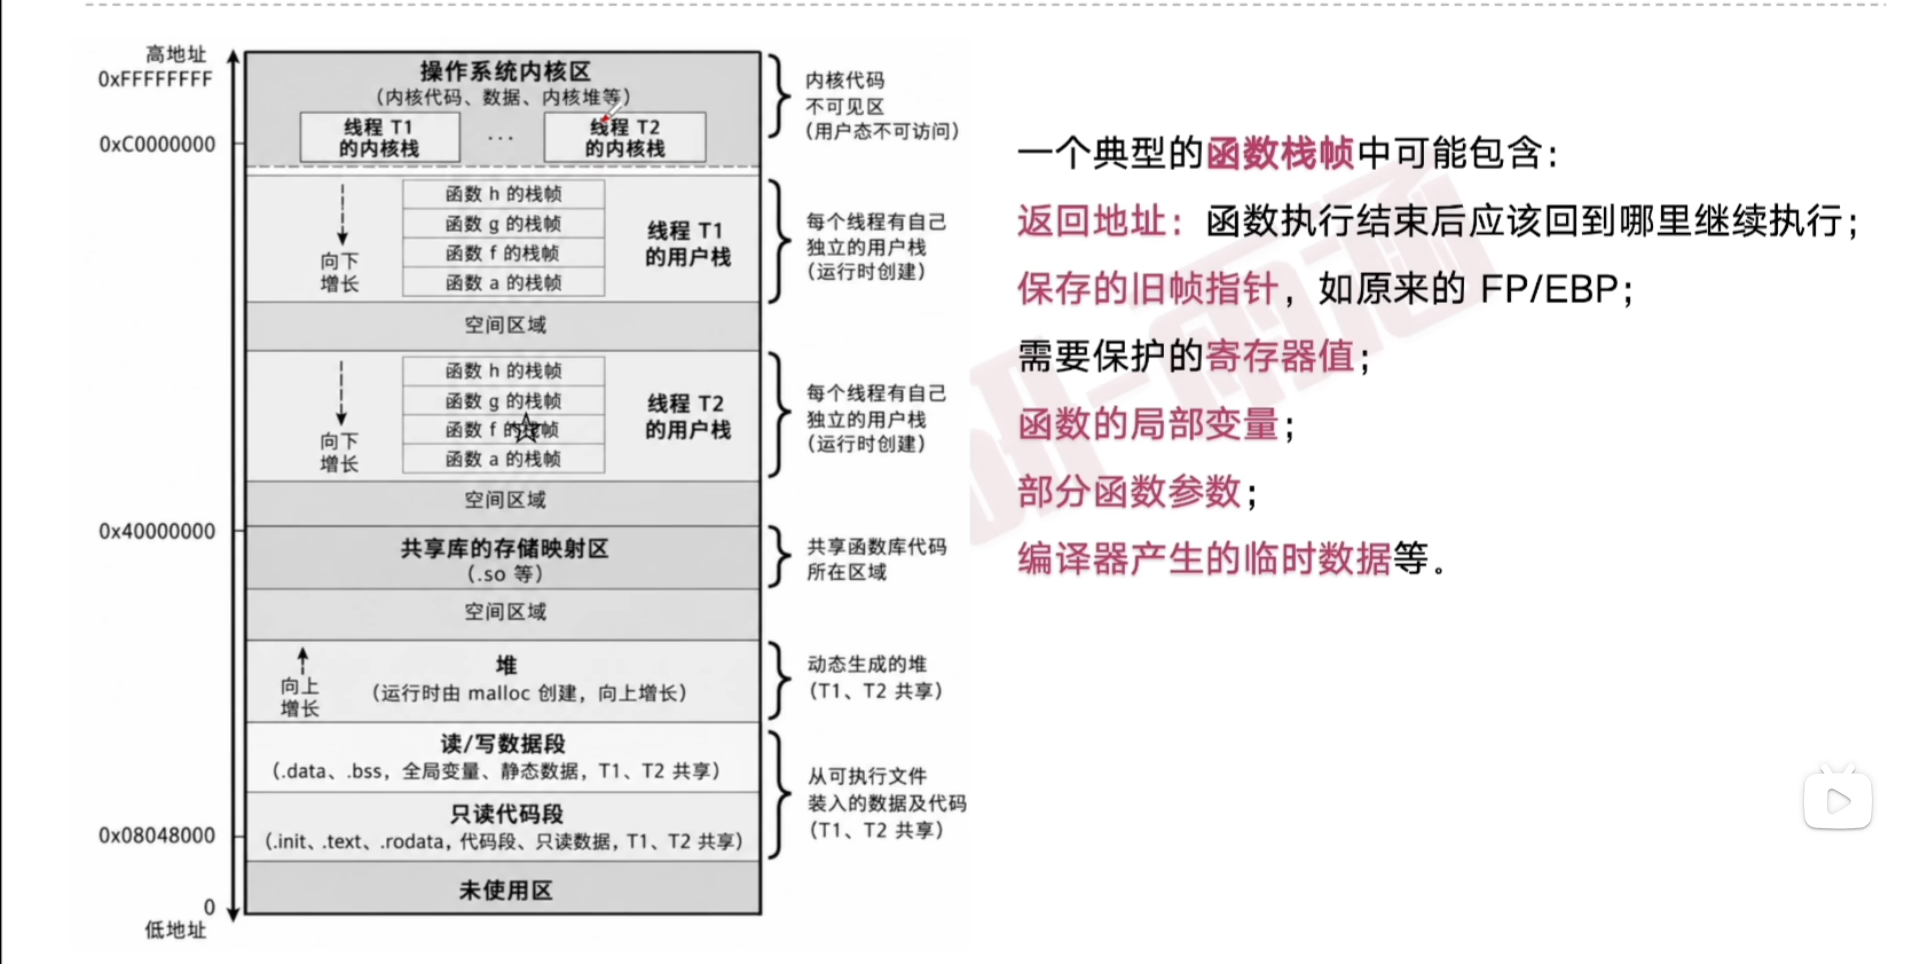 高地址
0xFFFFFFFF
0xC0000000
0x40000000
0x08048000
0
低地址
操作系统内核区
（内核代码、数据、内核堆等）
线程 T1
的内核栈
...
线程 T2
的内核栈
内核代码
不可见区
（用户态不可访问）
向下
增长
函数 h 的栈帧
函数 g 的栈帧
函数 f 的栈帧
函数 a 的栈帧
线程 T1
的用户栈
每个线程有自己
独立的用户栈
（运行时创建）
空间区域
向下
增长
函数 h 的栈帧
函数 g 的栈帧
函数 f 的栈帧
函数 a 的栈帧
线程 T2
的用户栈
每个线程有自己
独立的用户栈
（运行时创建）
空间区域
共享库的存储映射区
（.so 等）
共享函数库代码
所在区域
空间区域
向上
增长
堆
（运行时由 malloc 创建，向上增长）
动态生成的堆
（T1、T2 共享）
读/写数据段
（.data、.bss，全局变量、静态数据，T1、T2 共享）
只读代码段
（.init、.text、.rodata，代码段、只读数据，T1、T2 共享）
从可执行文件
装入的数据及代码
（T1、T2 共享）
未使用区
一个典型的函数栈帧中可能包含：
返回地址：函数执行结束后应该回到哪里继续执行；
保存的旧帧指针，如原来的 FP/EBP；
需要保护的寄存器值；
函数的局部变量；
部分函数参数；
编译器产生的临时数据等。